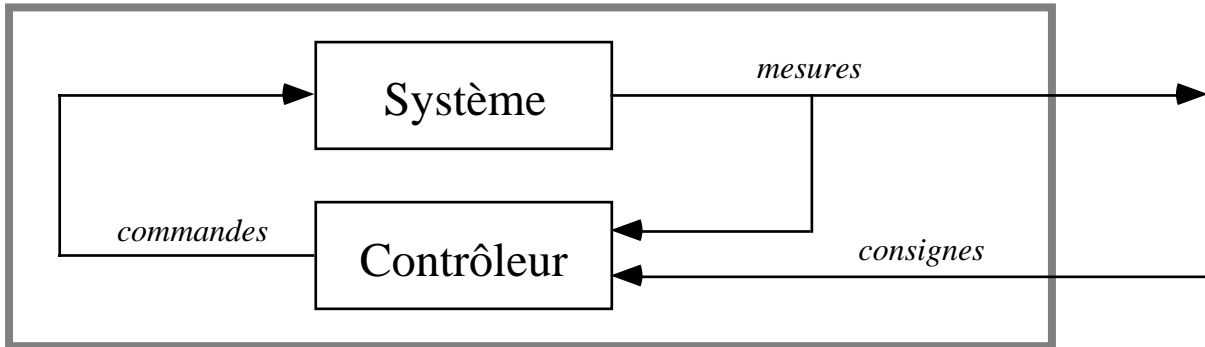 mesures
Système
commandes
Contrôleur
consignes